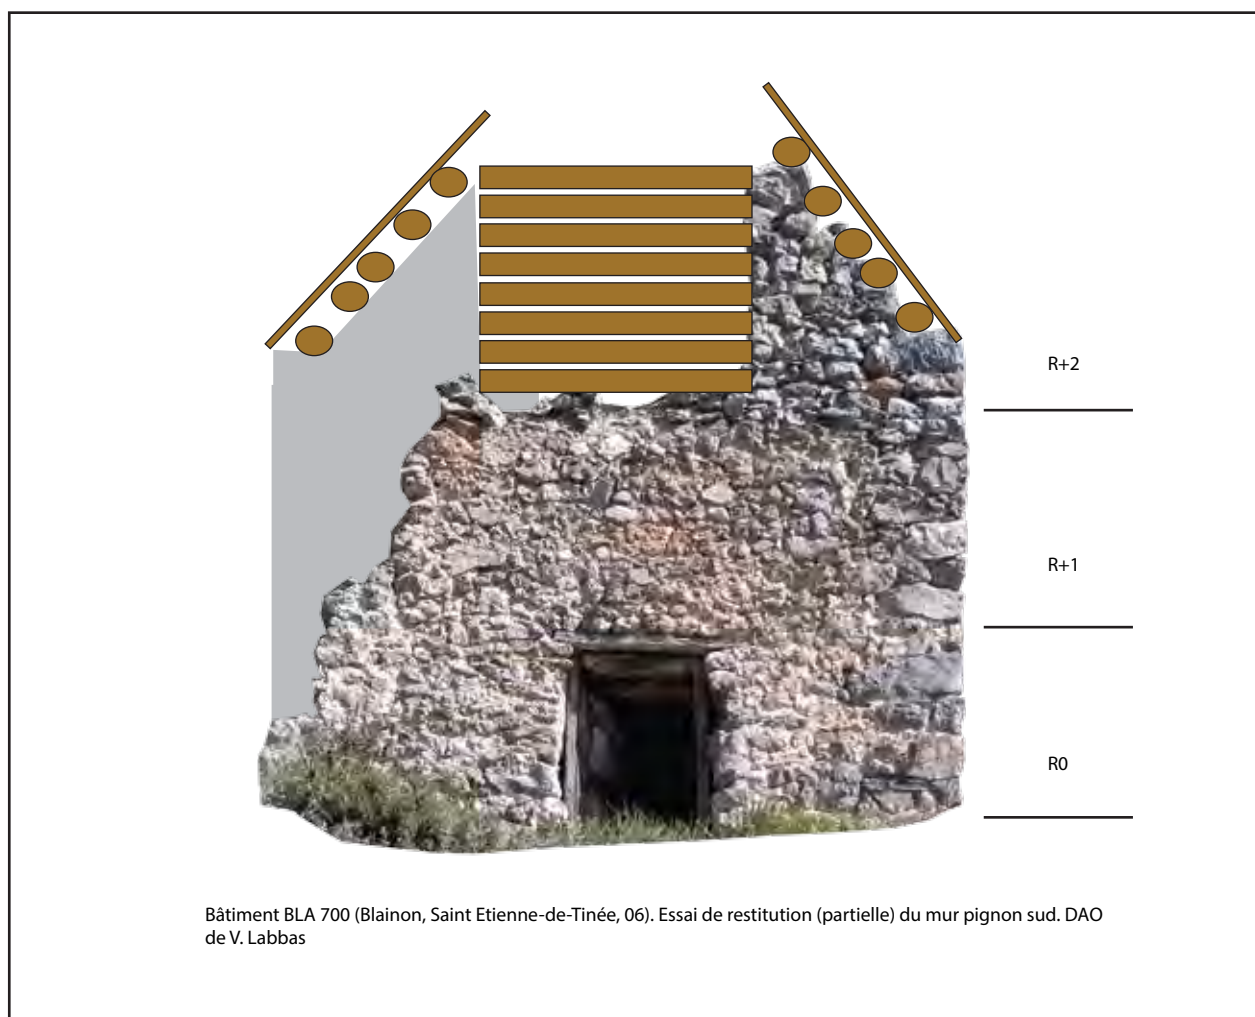 R+2
R+1
R0
Bâtiment BLA 700 (Blainon, Saint Etienne-de-Tinée, 06). Essai de restitution (partielle) du mur pignon sud. DAO
de V. Labbas